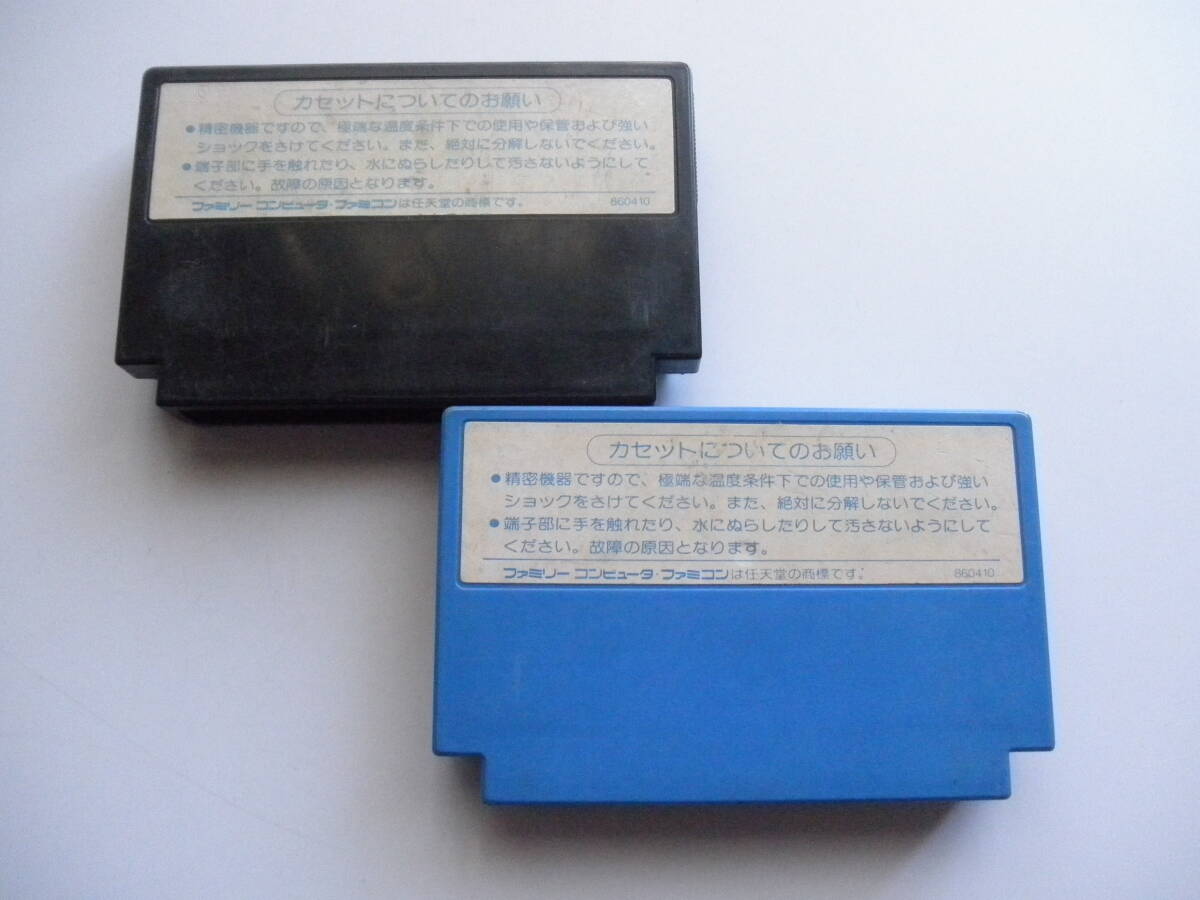 カセットについてのお願い
●精密機器ですので、極端な温度条件下での使用や保管および強い
ショックをさけてください。また、絶対に分解しないでください。
●端子部に手を触れたり、水にぬらしたりして汚さないようにして
ください。故障の原因となります。
ファミリー コンピュータ・ファミコンは任天堂の商標です。 860410
カセットについてのお願い
●精密機器ですので、極端な温度条件下での使用や保管および強い
ショックをさけてください。また、絶対に分解しないでください。
●端子部に手を触れたり、水にぬらしたりして汚さないようにして
ください。故障の原因となります。
ファミリー コンピュータ・ファミコンは任天堂の商標です。 860410